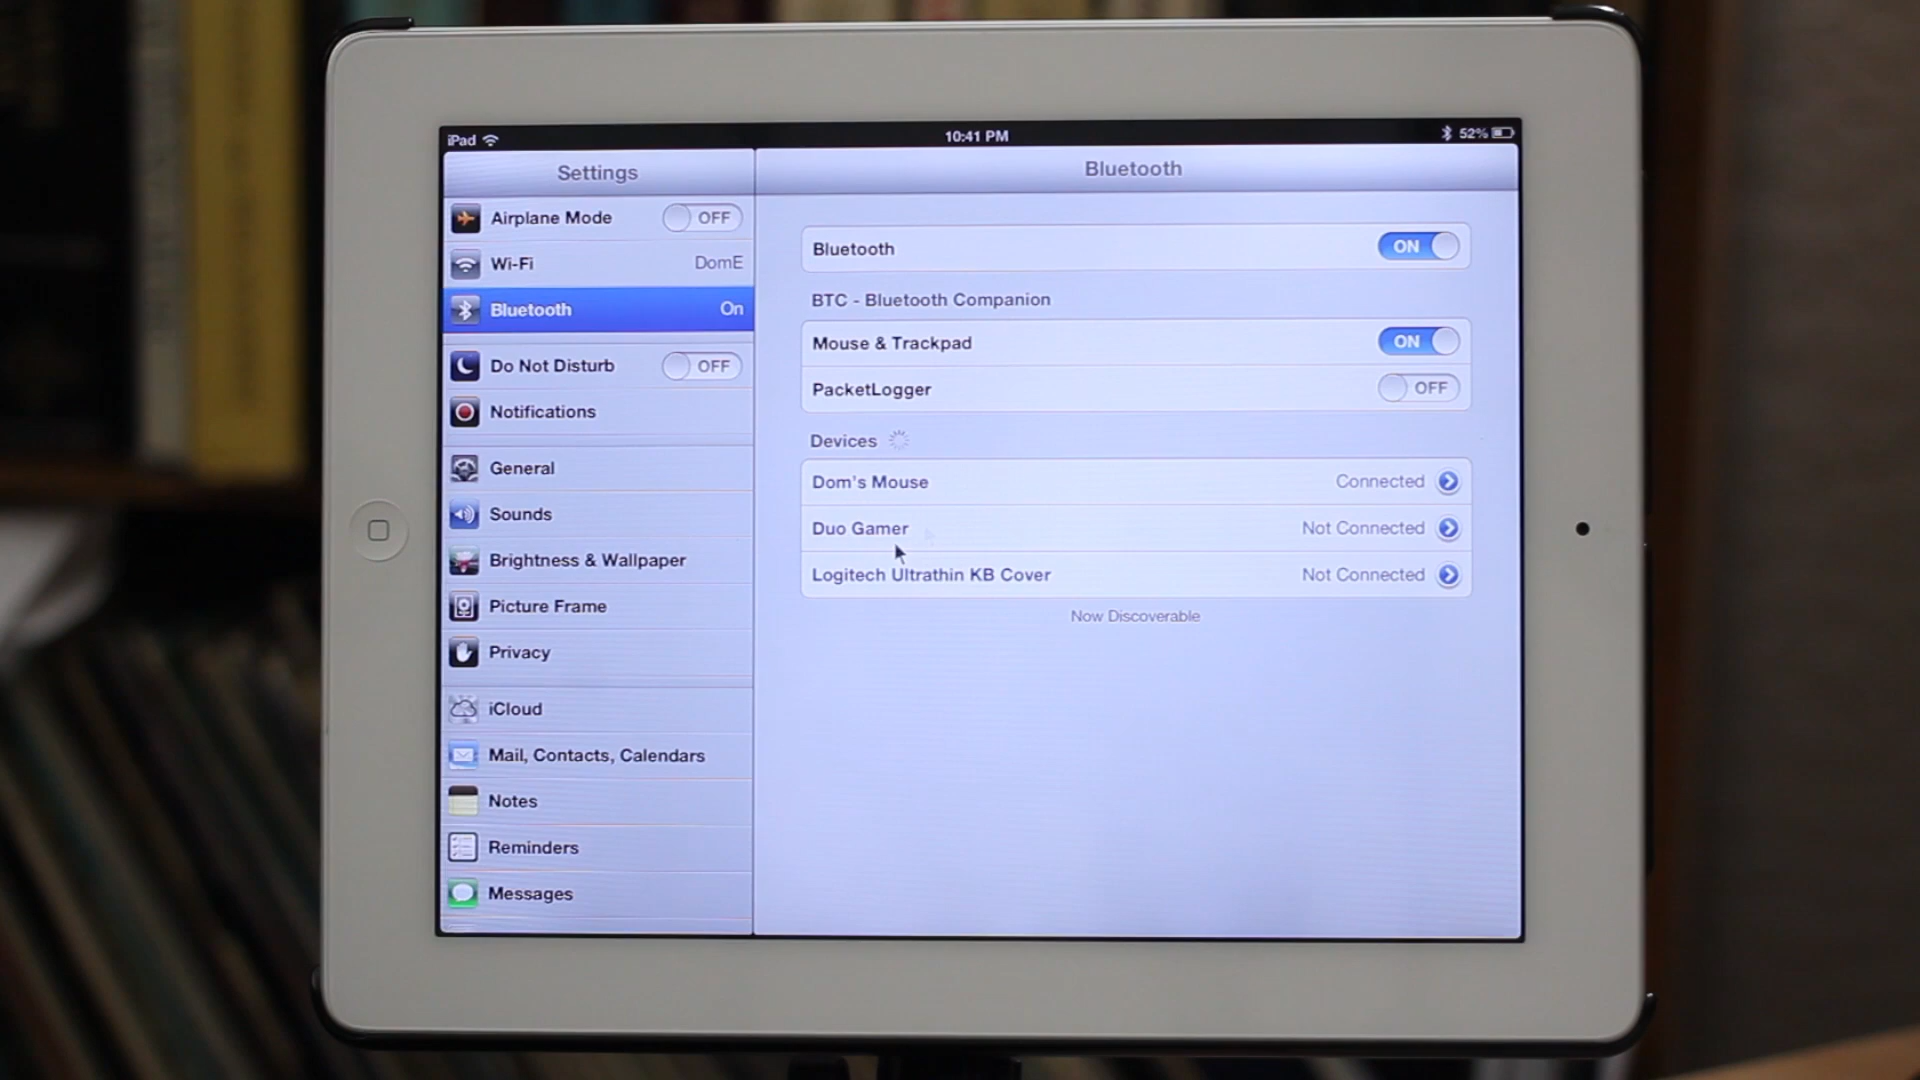 iPad
10:41 PM
52%
Settings
Airplane Mode OFF
Wi-Fi DomE
Bluetooth On
Do Not Disturb OFF
Notifications
General
Sounds
Brightness & Wallpaper
Picture Frame
Privacy
iCloud
Mail, Contacts, Calendars
Notes
Reminders
Messages
Bluetooth
Bluetooth ON
BTC - Bluetooth Companion
Mouse & Trackpad ON
PacketLogger OFF
Devices
Dom's Mouse Connected
Duo Gamer Not Connected
Logitech Ultrathin KB Cover Not Connected
Now Discoverable